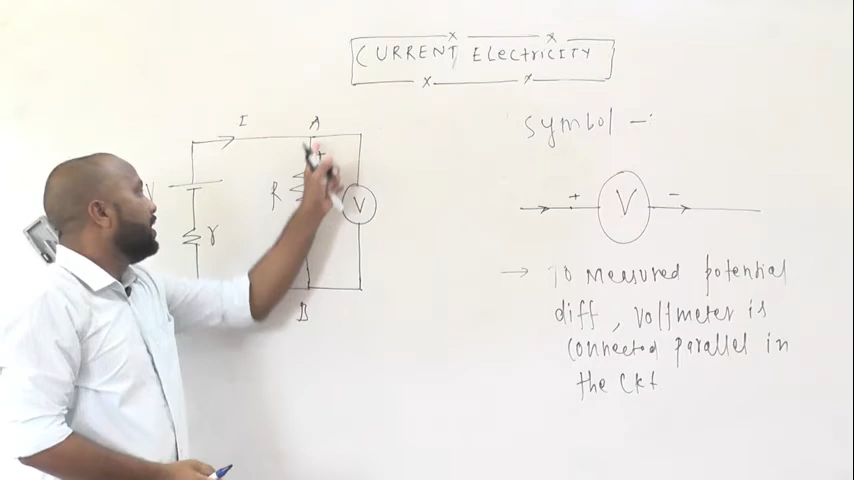 CURRENT ELECTRICITY
I
A
+
V
R
V
r
B
symbol -:
+ V -
→ To Measured potential
diff, voltmeter is
connected parallel in
the ckt